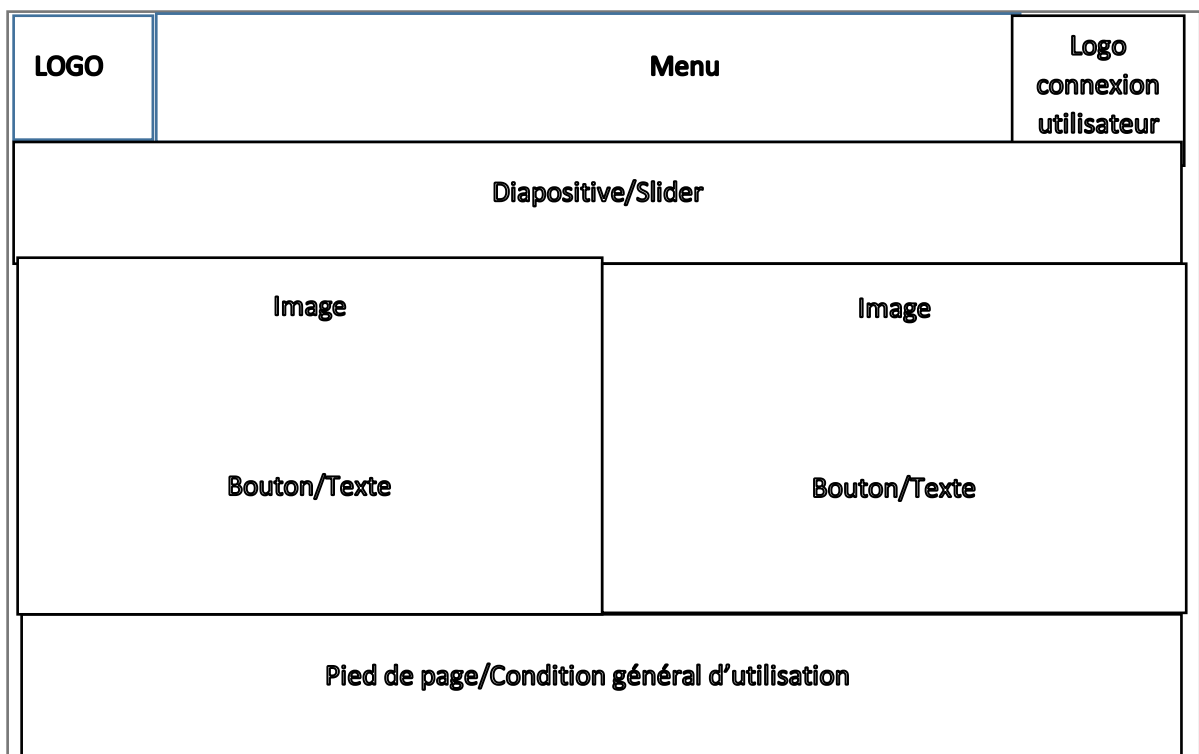 LOGO
Menu
Logo
connexion
utilisateur
Diapositive/Slider
Image
Image
Bouton/Texte
Bouton/Texte
Pied de page/Condition général d’utilisation